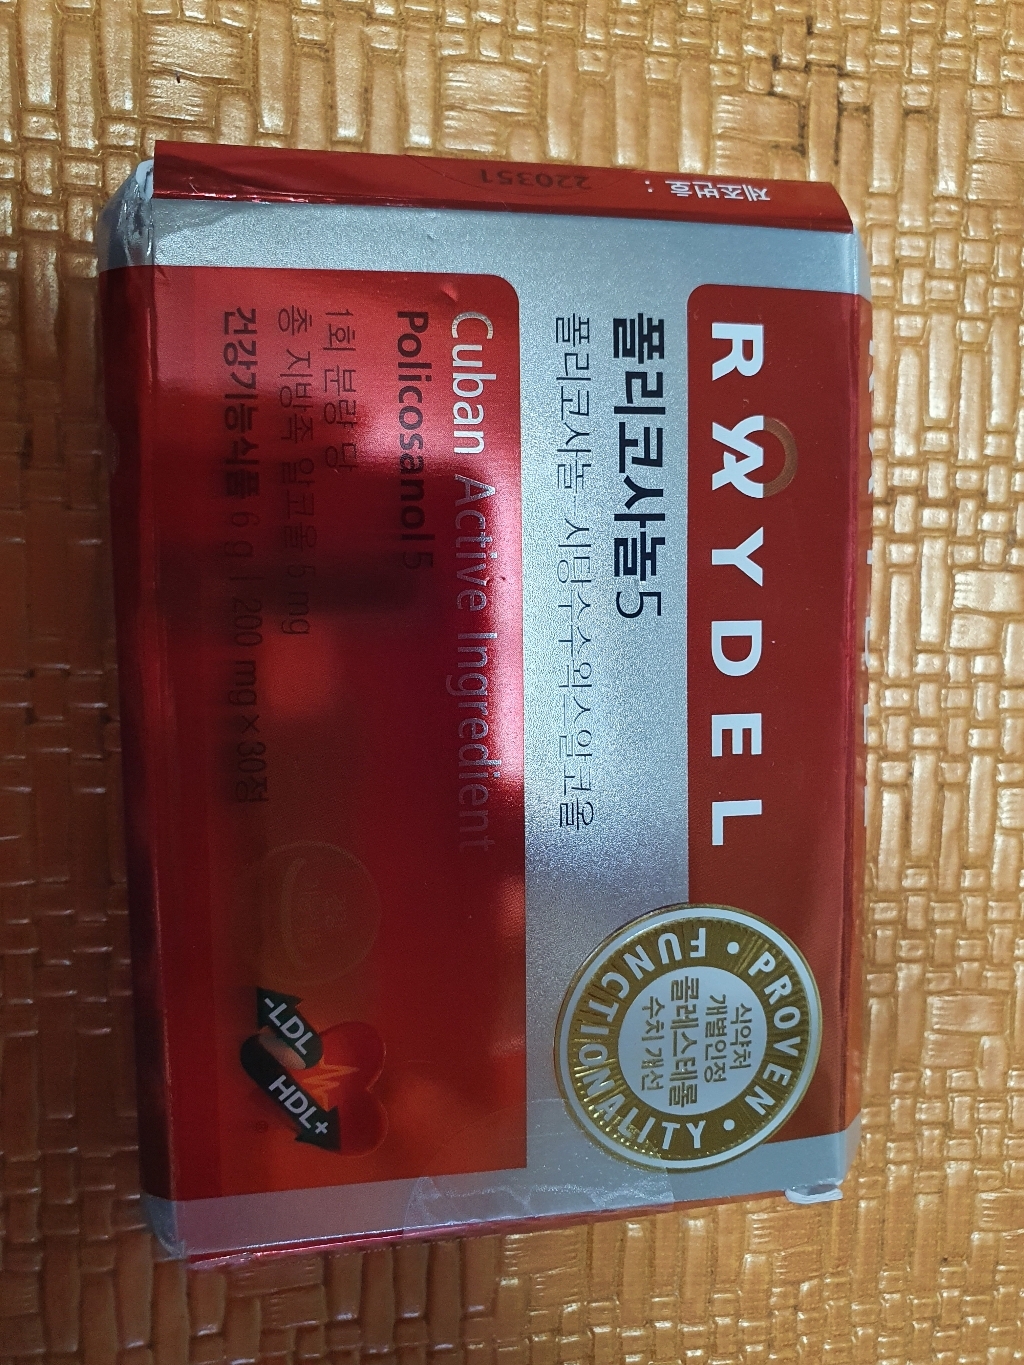 제조번호 :
220351
RAYDEL
폴리코사놀5
폴리코사놀- 사탕수수왁스알코올
Cuban Active Ingredient
Policosanol 5
1회 분량 당
총 지방족 알코올 5 mg
건강기능식품 6 g | 200 mg × 30정
• PROVEN • FUNCTIONALITY
식약처
개별인정
콜레스테롤
수치 개선
-LDL
HDL+
®